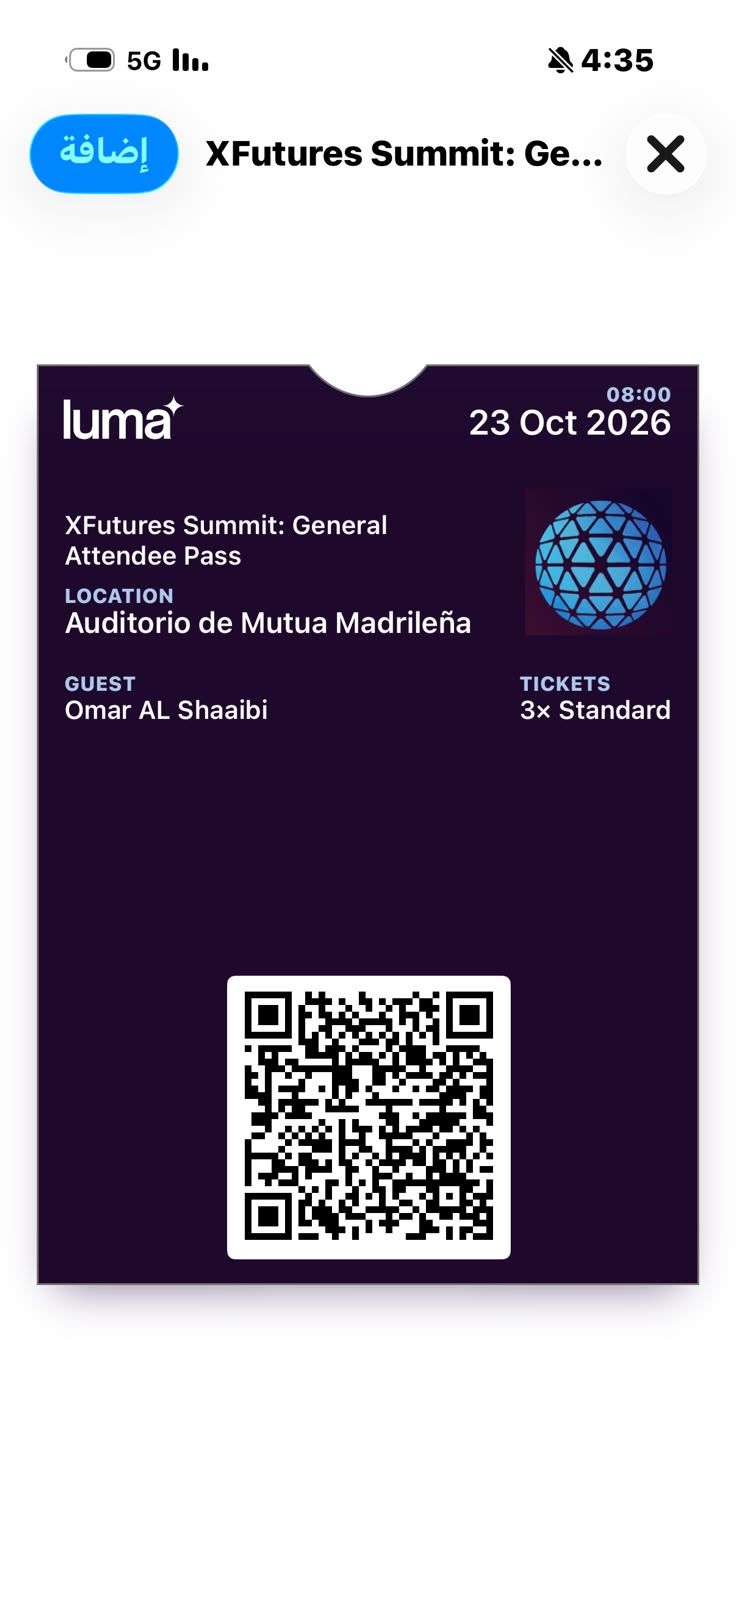 5G
4:35
إضافة
XFutures Summit: Ge...
luma
08:00
23 Oct 2026
XFutures Summit: General
Attendee Pass
LOCATION
Auditorio de Mutua Madrileña
GUEST
Omar AL Shaaibi
TICKETS
3× Standard